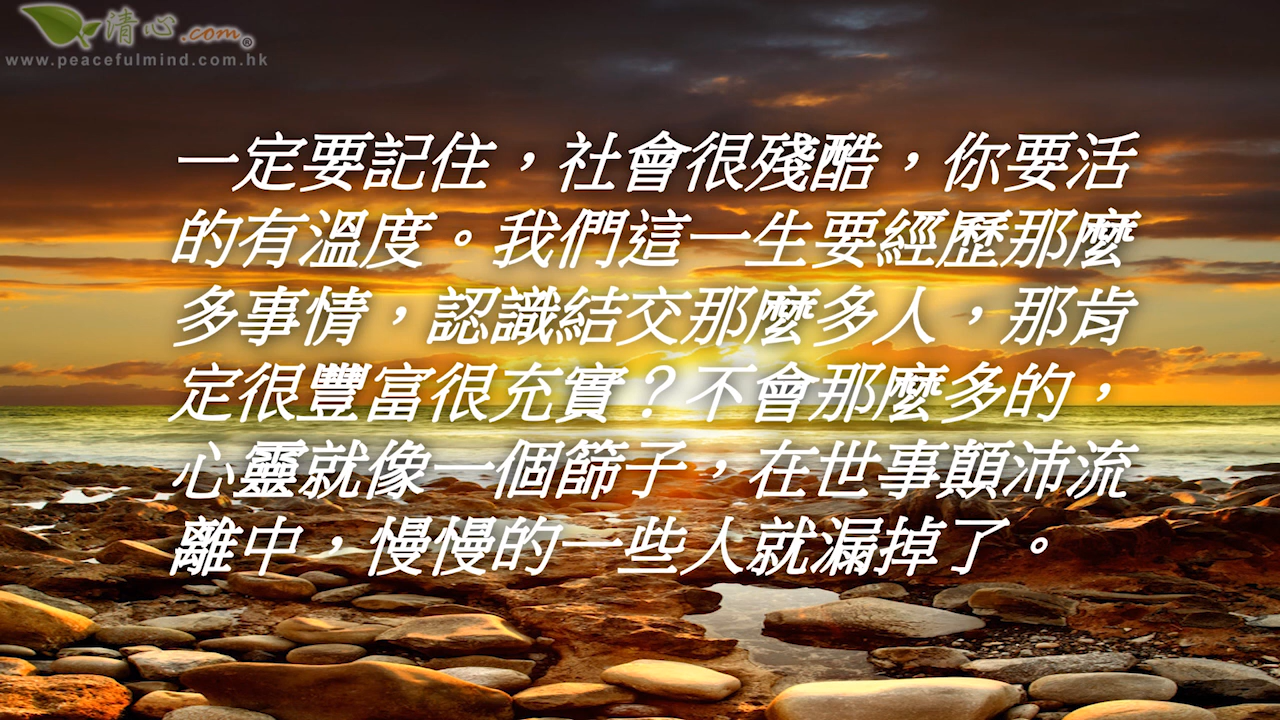 清心.com®
www.peacefulmind.com.hk
一定要記住，社會很殘酷，你要活
的有溫度。我們這一生要經歷那麼
多事情，認識結交那麼多人，那肯
定很豐富很充實？不會那麼多的，
心靈就像一個篩子，在世事顛沛流
離中，慢慢的一些人就漏掉了。